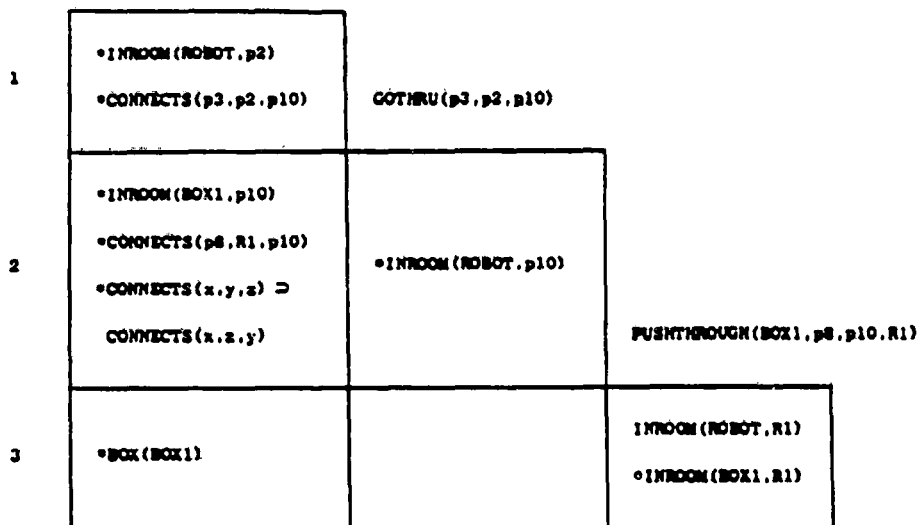 1
*INROOM(ROBOT,p2)
*CONNECTS(p3,p2,p10)
GOTHRU(p3,p2,p10)
2
*INROOM(BOX1,p10)
*CONNECTS(p8,R1,p10)
*CONNECTS(x,y,z) ⊃
CONNECTS(x,z,y)
*INROOM(ROBOT,p10)
PUSHTHROUGH(BOX1,p8,p10,R1)
3
*BOX(BOX1)
INROOM(ROBOT,R1)
*INROOM(BOX1,R1)